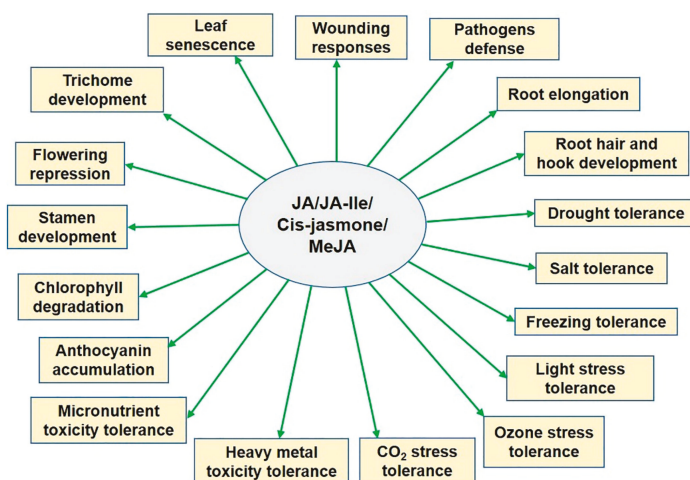 Leaf
senescence
Wounding
responses
Pathogens
defense
Trichome
development
Root elongation
Flowering
repression
Root hair and
hook development
JA/JA-Ile/
Cis-jasmone/
MeJA
Stamen
development
Drought tolerance
Salt tolerance
Chlorophyll
degradation
Freezing tolerance
Anthocyanin
accumulation
Light stress
tolerance
Micronutrient
toxicity tolerance
Heavy metal
toxicity tolerance
CO₂ stress
tolerance
Ozone stress
tolerance